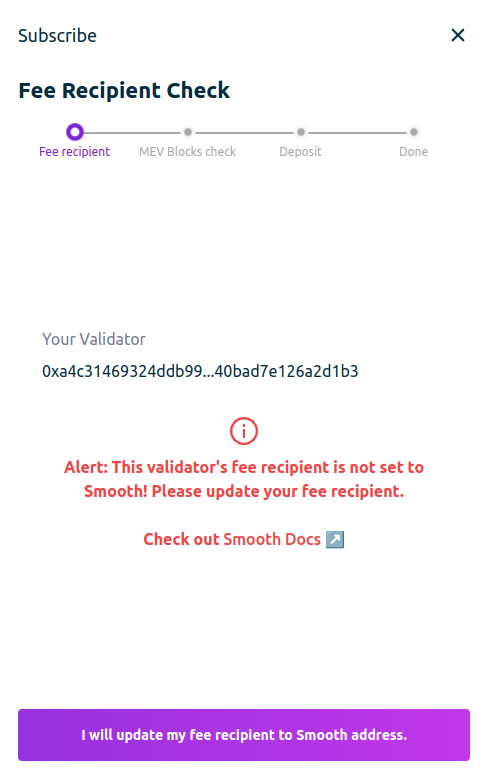 Subscribe
Fee Recipient Check
Fee recipient MEV Blocks check Deposit Done
Your Validator
0xa4c31469324ddb99...40bad7e126a2d1b3
Alert: This validator's fee recipient is not set to
Smooth! Please update your fee recipient.
Check out Smooth Docs ↗️
I will update my fee recipient to Smooth address.